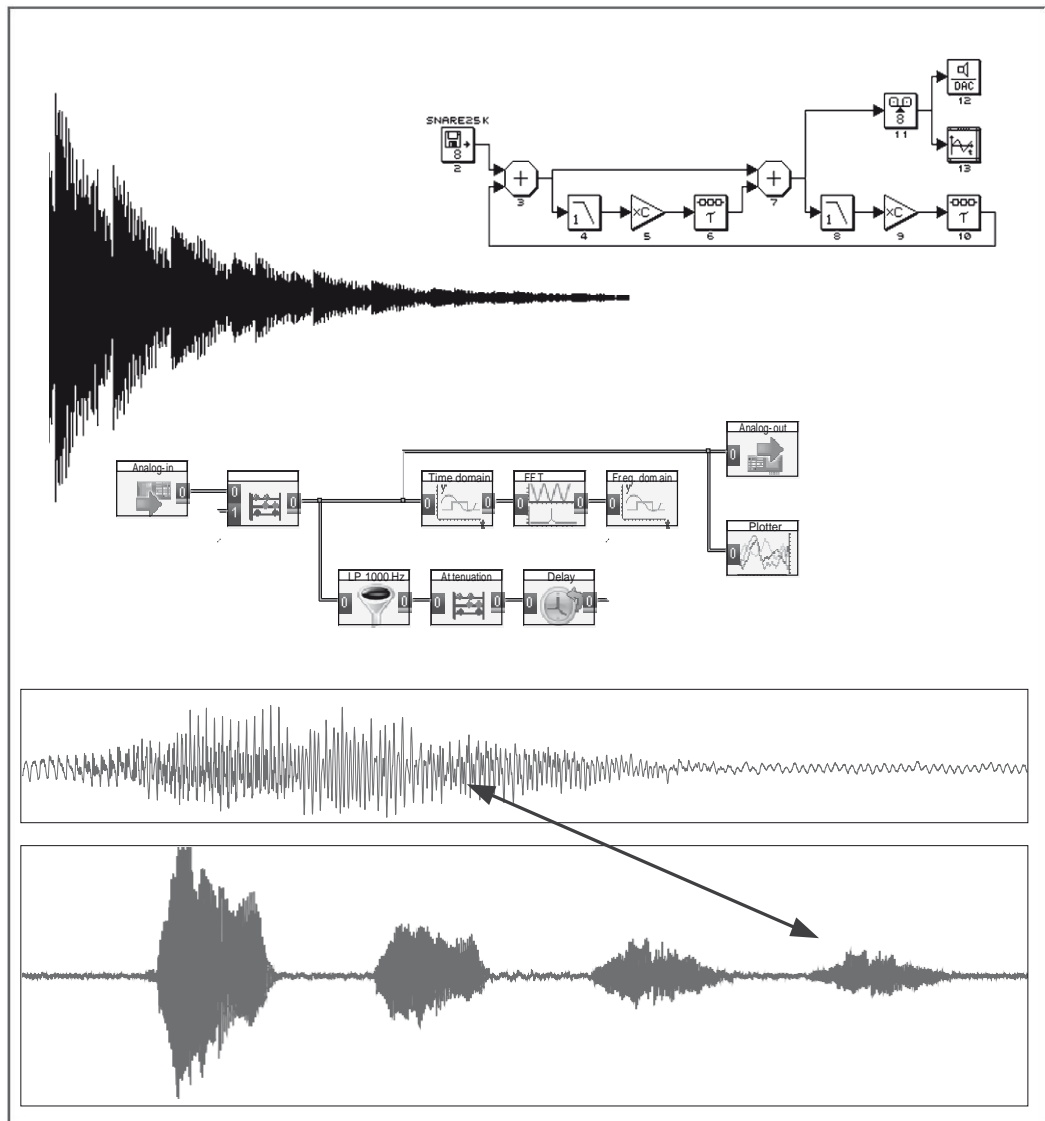 SNARE25K
8
2
+
3
1
4
xC
5
τ
6
+
7
8
11
DAC
12
t
13
1
8
xC
9
τ
10
Analog-in
0
0
1
0
Time domain
y
t
0
0
FFT
0
0
Freq. domain
y
t
0
0
Analog-out
0
Plotter
0
LP 1000 Hz
0
0
Attenuation
0
0
Delay
0
0